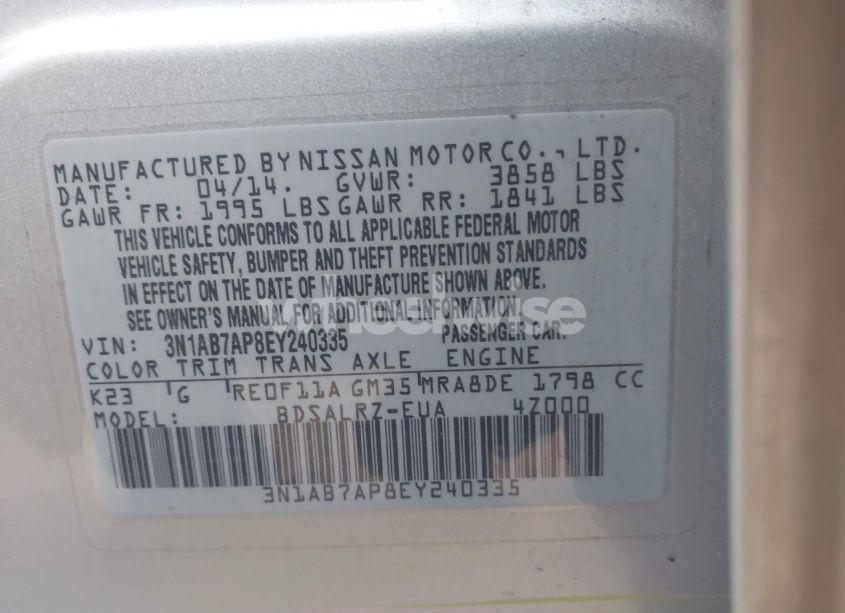 MANUFACTURED BY NISSAN MOTOR CO., LTD.
DATE: 04/14. GVWR: 3858 LBS
GAWR FR: 1995 LBS GAWR RR: 1841 LBS
THIS VEHICLE CONFORMS TO ALL APPLICABLE FEDERAL MOTOR
VEHICLE SAFETY, BUMPER AND THEFT PREVENTION STANDARDS
IN EFFECT ON THE DATE OF MANUFACTURE SHOWN ABOVE.
SEE OWNER'S MANUAL FOR ADDITIONAL INFORMATION.
VIN: 3N1AB7AP8EY240335 PASSENGER CAR.
COLOR TRIM TRANS AXLE ENGINE
K23 G RE0F11A GM35 MRA8DE 1798 CC
MODEL: BDSALRZ-EUA 4Z000
3N1AB7AP8EY240335